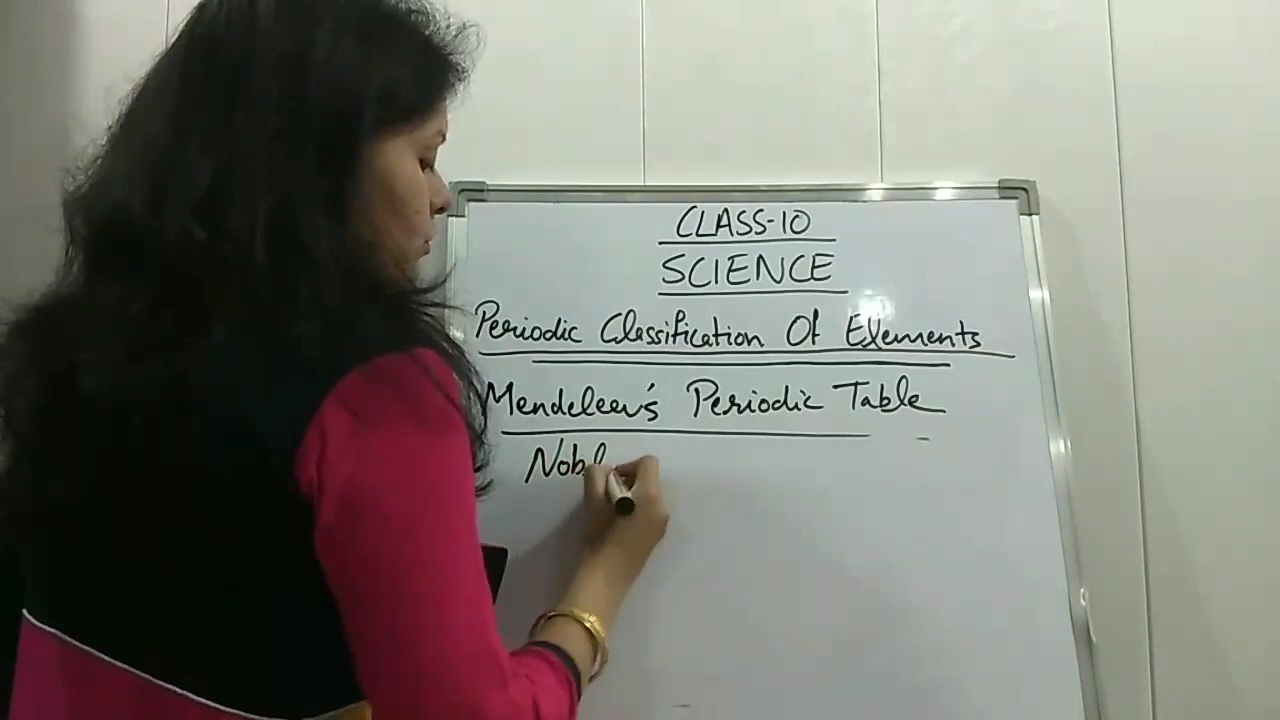 CLASS-10
SCIENCE
Periodic Classification Of Elements
Mendeleev's Periodic Table
Nobl